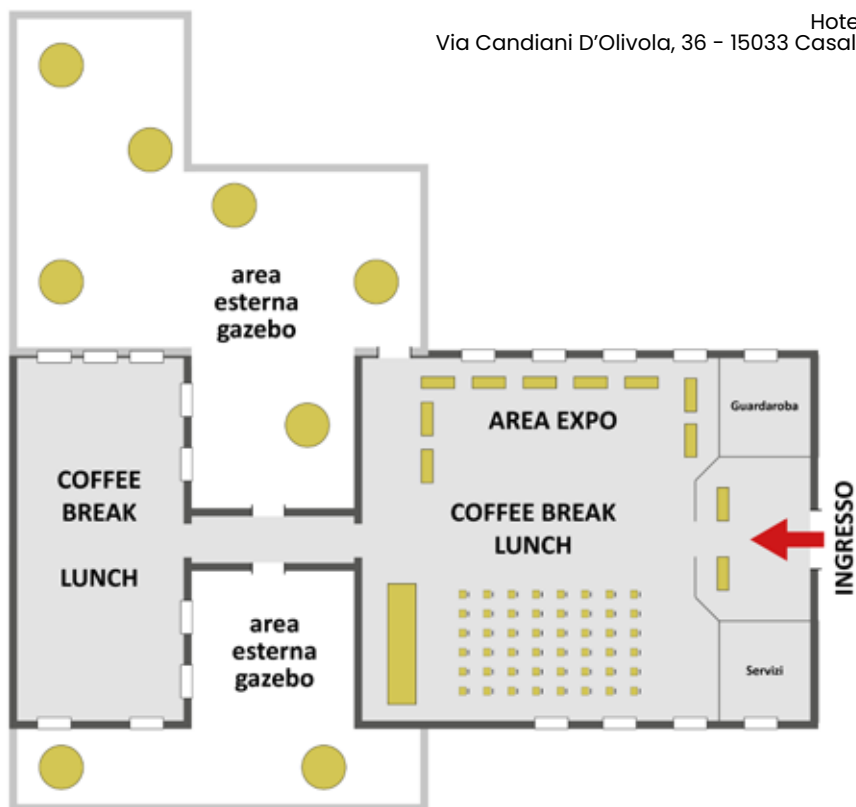 Hote
Via Candiani D’Olivola, 36 - 15033 Casal
area
esterna
gazebo
Guardaroba
AREA EXPO
COFFEE
BREAK
LUNCH
COFFEE BREAK
LUNCH
INGRESSO
area
esterna
gazebo
Servizi